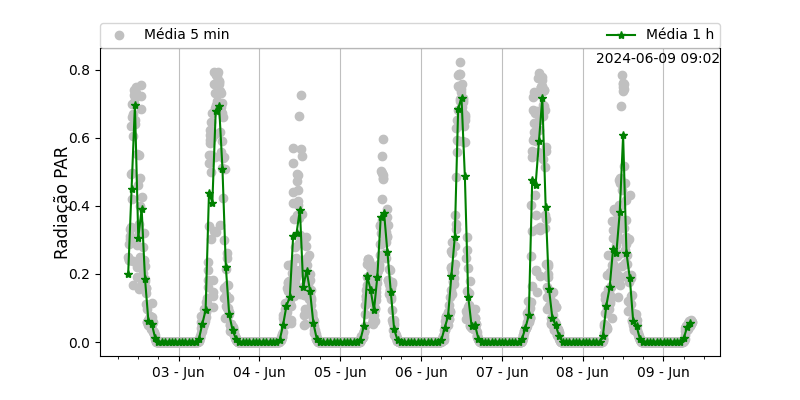 Média 5 min
Média 1 h
2024-06-09 09:02
Radiação PAR
0.8
0.6
0.4
0.2
0.0
03 - Jun
04 - Jun
05 - Jun
06 - Jun
07 - Jun
08 - Jun
09 - Jun